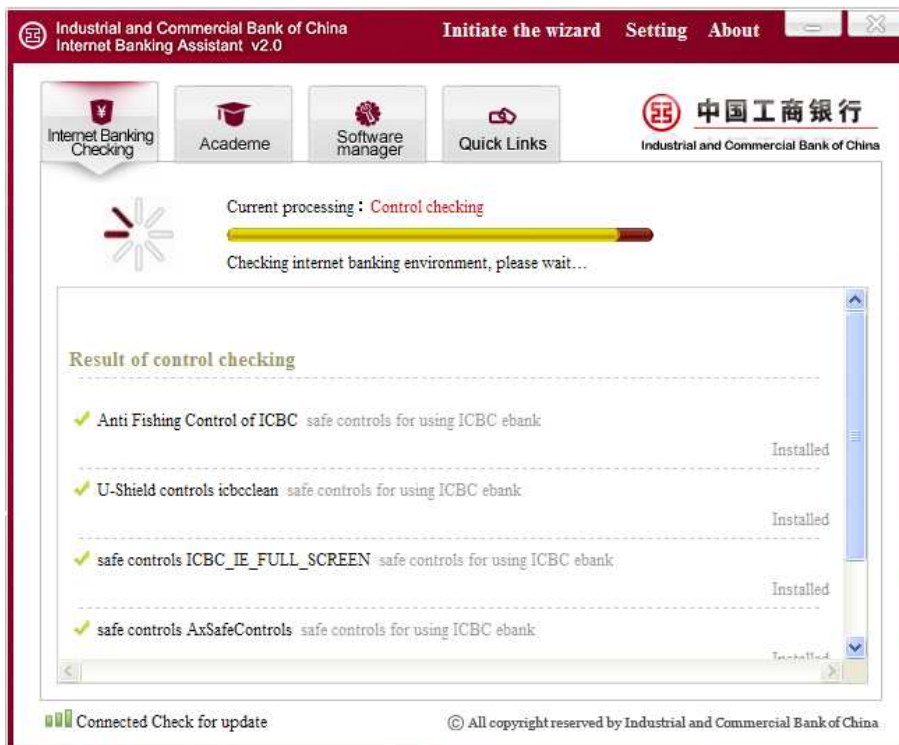 Industrial and Commercial Bank of China
Internet Banking Assistant v2.0
Initiate the wizard Setting About
Internet Banking Checking
Academe
Software manager
Quick Links
中国工商银行
Industrial and Commercial Bank of China
Current processing: Control checking
Checking internet banking environment, please wait...
Result of control checking
Anti Fishing Control of ICBC safe controls for using ICBC ebank
Installed
U-Shield controls icbcclean safe controls for using ICBC ebank
Installed
safe controls ICBC_IE_FULL_SCREEN safe controls for using ICBC ebank
Installed
safe controls AxSafeControls safe controls for using ICBC ebank
Installed
Connected Check for update
© All copyright reserved by Industrial and Commercial Bank of China